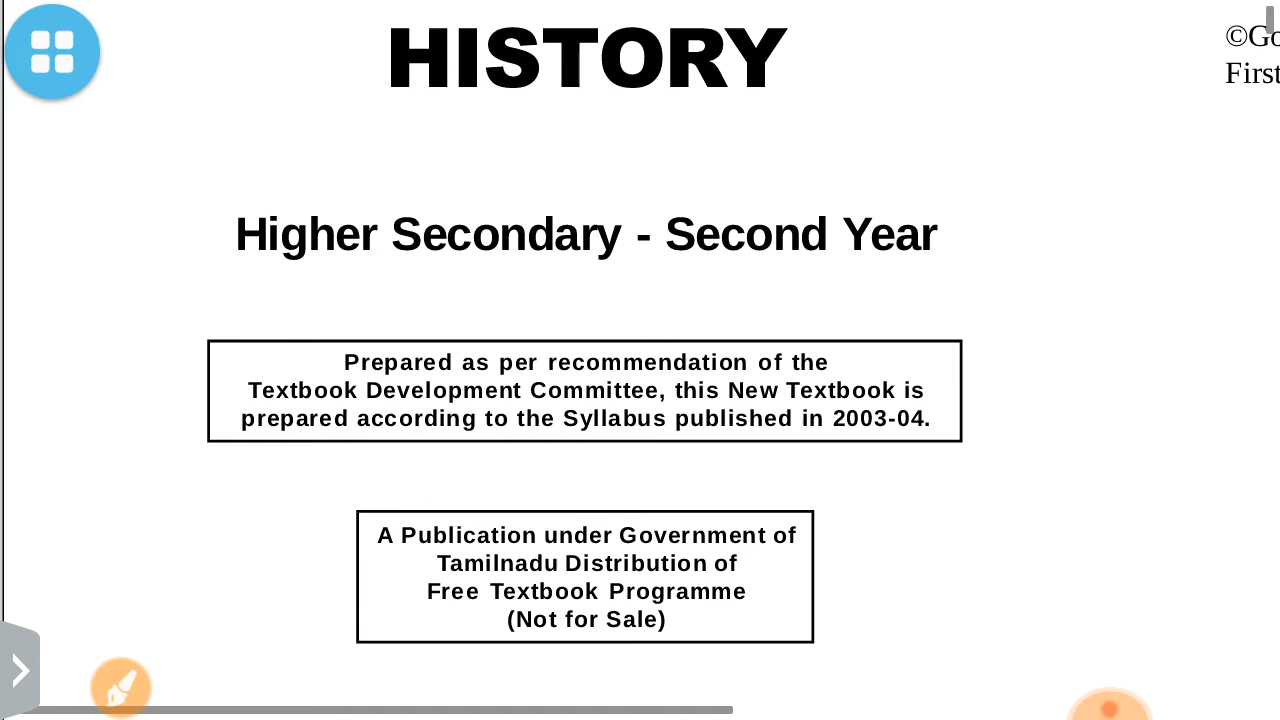 HISTORY
Higher Secondary - Second Year
Prepared as per recommendation of the
Textbook Development Committee, this New Textbook is
prepared according to the Syllabus published in 2003-04.
A Publication under Government of
Tamilnadu Distribution of
Free Textbook Programme
(Not for Sale)
©Go
First